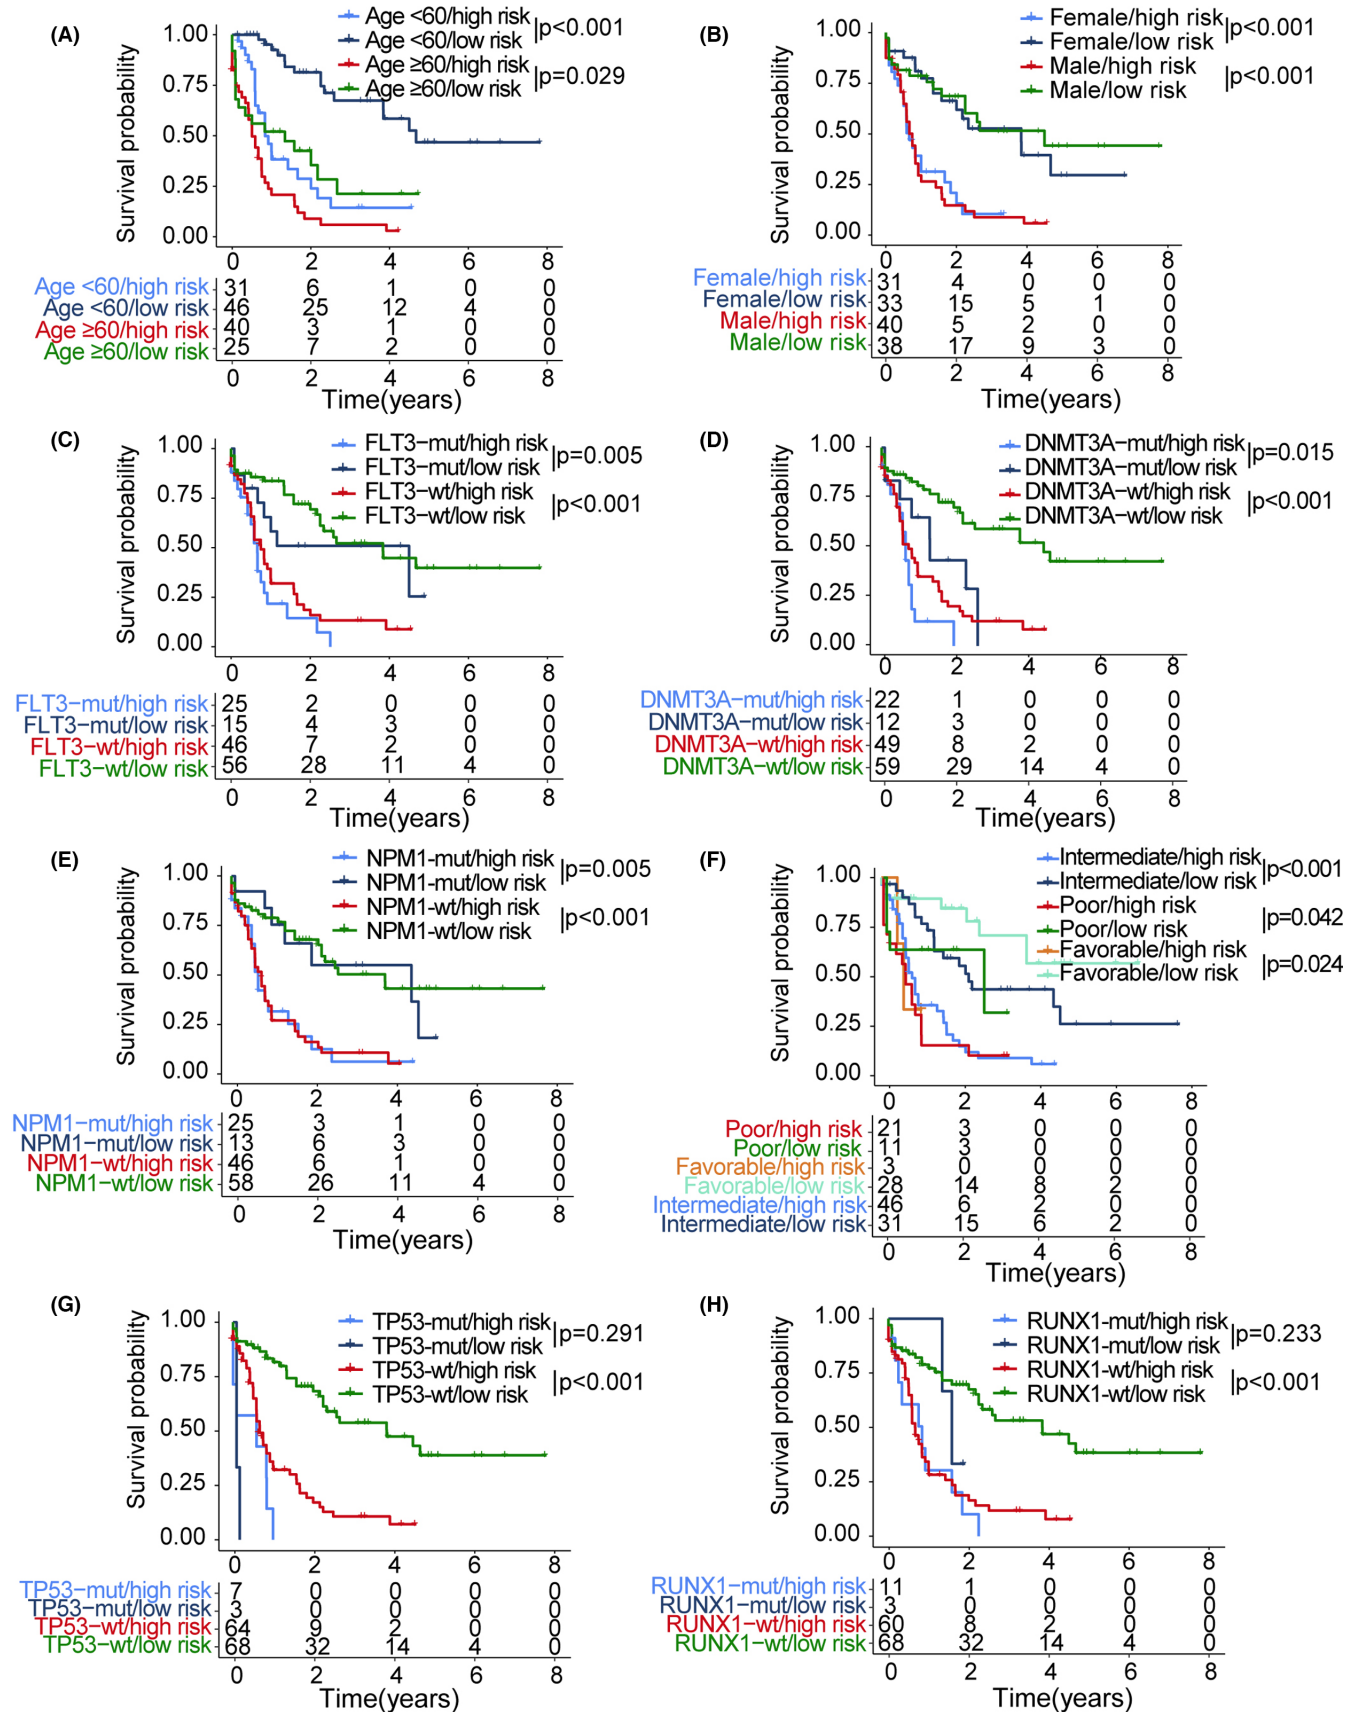 (A)
Age <60/high risk
Age <60/low risk
Age ≥60/high risk
Age ≥60/low risk
p<0.001
p=0.029
Survival probability
1.00
0.75
0.50
0.25
0.00
0 2 4 6 8
Age <60/high risk 31 6 1 0 0
Age <60/low risk 46 25 12 4 0
Age ≥60/high risk 40 3 1 0 0
Age ≥60/low risk 25 7 2 0 0
0 2 4 6 8
Time(years)
(B)
Female/high risk
Female/low risk
Male/high risk
Male/low risk
p<0.001
p<0.001
Survival probability
1.00
0.75
0.50
0.25
0.00
0 2 4 6 8
Female/high risk 31 4 0 0 0
Female/low risk 33 15 5 1 0
Male/high risk 40 5 2 0 0
Male/low risk 38 17 9 3 0
0 2 4 6 8
Time(years)
(C)
FLT3−mut/high risk
FLT3−mut/low risk
FLT3−wt/high risk
FLT3−wt/low risk
p=0.005
p<0.001
Survival probability
1.00
0.75
0.50
0.25
0.00
0 2 4 6 8
FLT3−mut/high risk 25 2 0 0 0
FLT3−mut/low risk 15 4 3 0 0
FLT3−wt/high risk 46 7 2 0 0
FLT3−wt/low risk 56 28 11 4 0
0 2 4 6 8
Time(years)
(D)
DNMT3A−mut/high risk
DNMT3A−mut/low risk
DNMT3A−wt/high risk
DNMT3A−wt/low risk
p=0.015
p<0.001
Survival probability
1.00
0.75
0.50
0.25
0.00
0 2 4 6 8
DNMT3A−mut/high risk 22 1 0 0 0
DNMT3A−mut/low risk 12 3 0 0 0
DNMT3A−wt/high risk 49 8 2 0 0
DNMT3A−wt/low risk 59 29 14 4 0
0 2 4 6 8
Time(years)
(E)
NPM1-mut/high risk
NPM1-mut/low risk
NPM1-wt/high risk
NPM1-wt/low risk
p=0.005
p<0.001
Survival probability
1.00
0.75
0.50
0.25
0.00
0 2 4 6 8
NPM1−mut/high risk 25 3 1 0 0
NPM1−mut/low risk 13 6 3 0 0
NPM1−wt/high risk 46 6 1 0 0
NPM1−wt/low risk 58 26 11 4 0
0 2 4 6 8
Time(years)
(F)
Intermediate/high risk
Intermediate/low risk
Poor/high risk
Poor/low risk
Favorable/high risk
Favorable/low risk
p<0.001
p=0.042
p=0.024
Survival probability
1.00
0.75
0.50
0.25
0.00
0 2 4 6 8
Poor/high risk 21 3 0 0 0
Poor/low risk 11 3 0 0 0
Favorable/high risk 3 0 0 0 0
Favorable/low risk 28 14 8 2 0
Intermediate/high risk 46 6 2 0 0
Intermediate/low risk 31 15 6 2 0
0 2 4 6 8
Time(years)
(G)
TP53-mut/high risk
TP53-mut/low risk
TP53-wt/high risk
TP53-wt/low risk
p=0.291
p<0.001
Survival probability
1.00
0.75
0.50
0.25
0.00
0 2 4 6 8
TP53−mut/high risk 7 0 0 0 0
TP53−mut/low risk 3 0 0 0 0
TP53−wt/high risk 64 9 2 0 0
TP53−wt/low risk 68 32 14 4 0
0 2 4 6 8
Time(years)
(H)
RUNX1-mut/high risk
RUNX1-mut/low risk
RUNX1-wt/high risk
RUNX1-wt/low risk
p=0.233
p<0.001
Survival probability
1.00
0.75
0.50
0.25
0.00
0 2 4 6 8
RUNX1−mut/high risk 11 1 0 0 0
RUNX1−mut/low risk 3 0 0 0 0
RUNX1−wt/high risk 60 8 2 0 0
RUNX1−wt/low risk 68 32 14 4 0
0 2 4 6 8
Time(years)